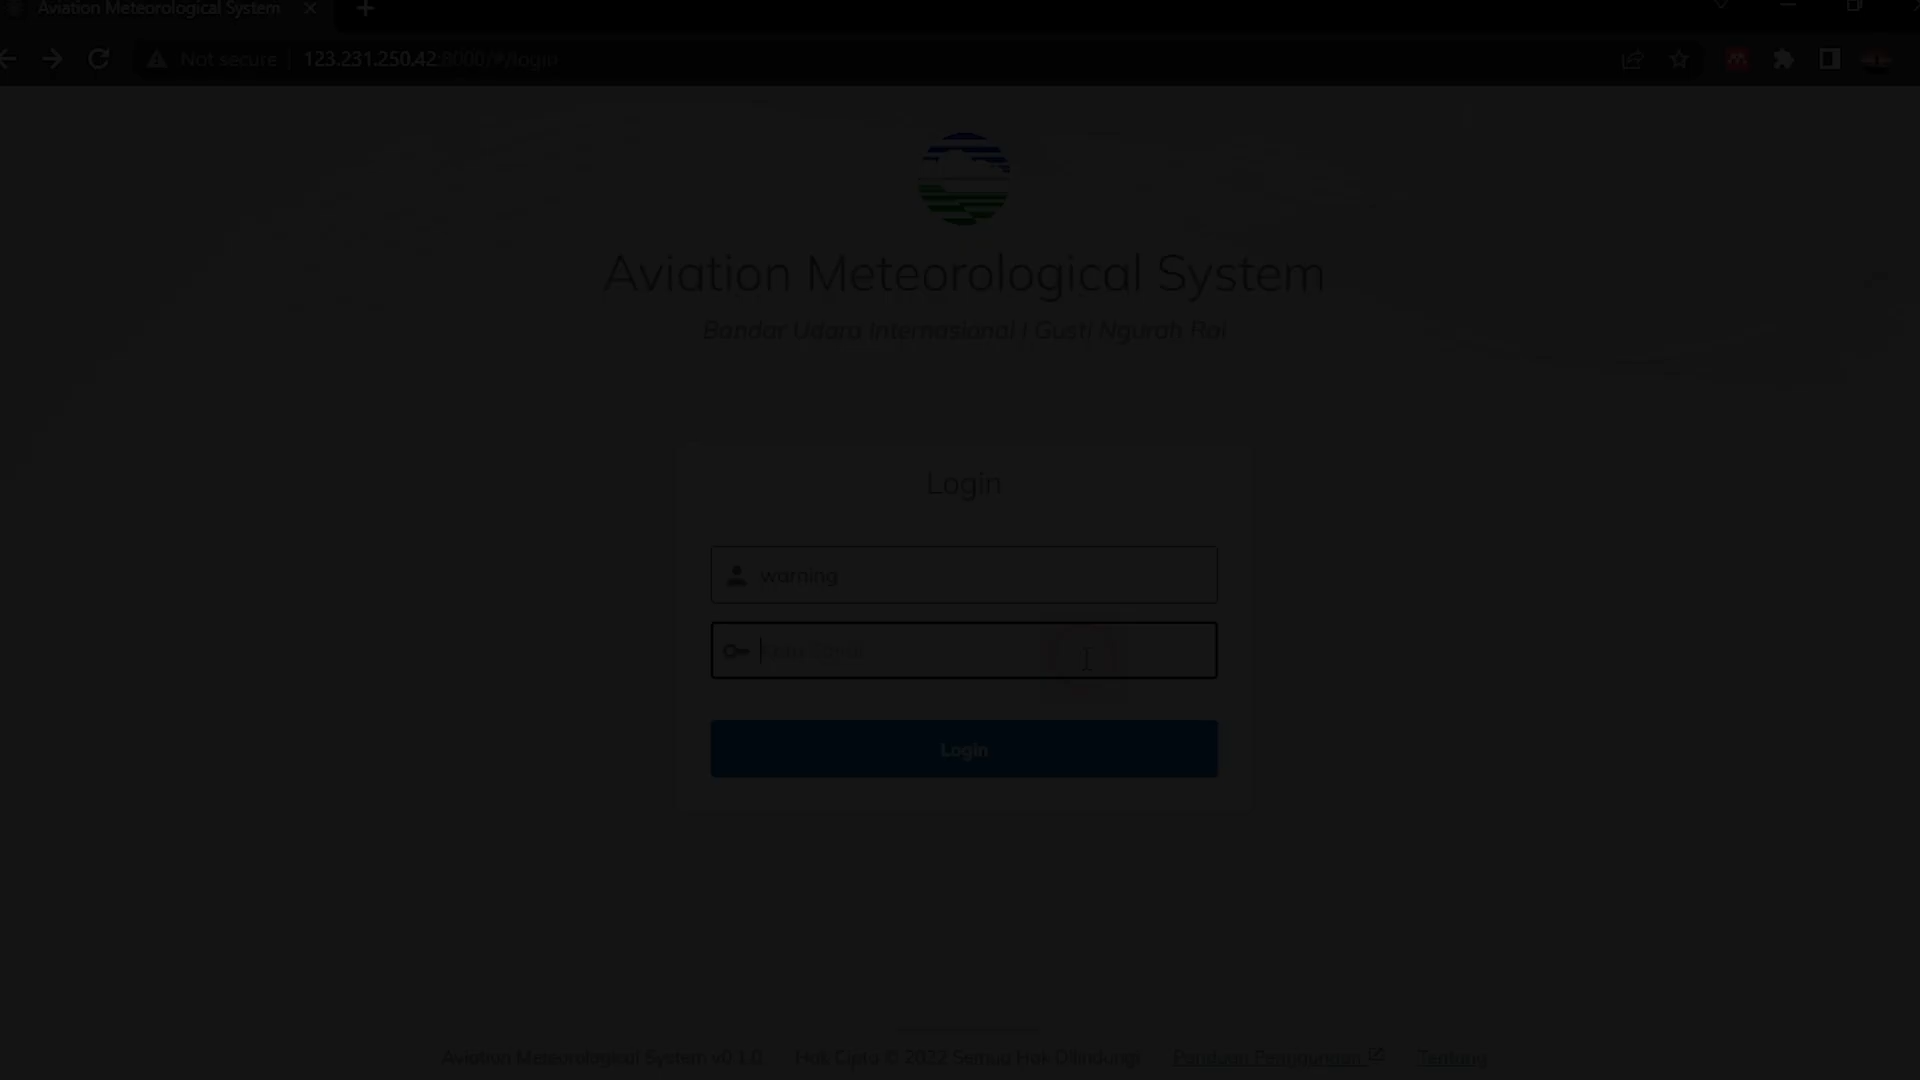 Aviation Meteorological System
Not secure 123.231.250.42:8000/#/login
Aviation Meteorological System
Bandar Udara Internasional I Gusti Ngurah Rai
Login
warning
Kata Sandi
Login
Aviation Meteorological System v0.1.0 Hak Cipta © 2022 Semua Hak Dilindungi Panduan Penggunaan Tentang